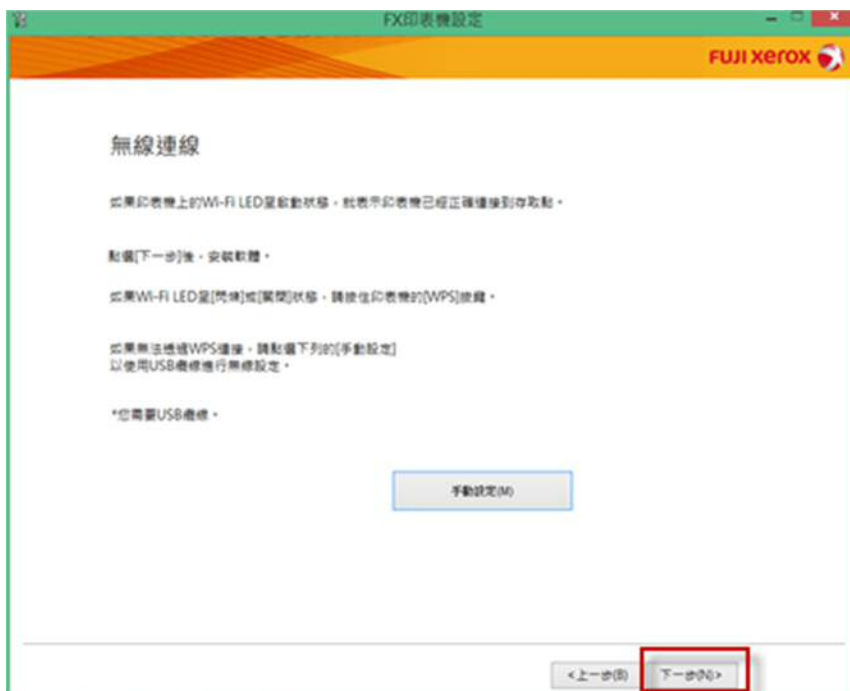 FX印表機設定
FUJI xerox
無線連線
如果印表機上的Wi-Fi LED呈啟動狀態，就表示印表機已經正確連接到存取點。
點選[下一步]後，安裝軟體。
如果Wi-Fi LED呈[閃爍]或[關閉]狀態，請按住印表機的[WPS]按鍵。
如果無法透過WPS連接，請點選下列的[手動設定]
以使用USB纜線進行無線設定。
*您需要USB纜線。
手動設定(M)
<上一步(B)
下一步(N)>